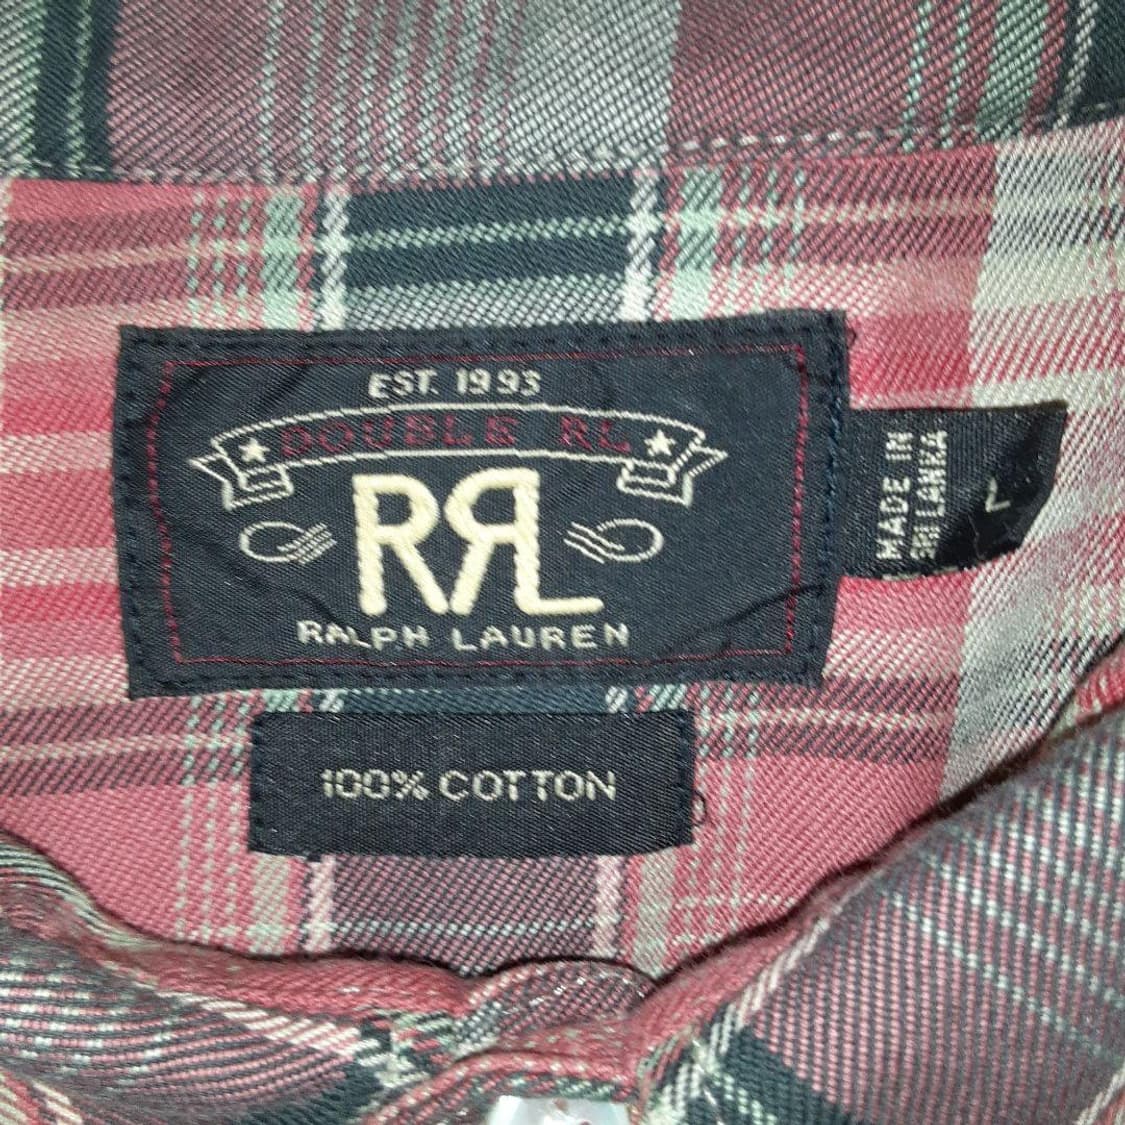 EST. 1993
DOUBLE RL
RRL
RALPH LAUREN
MADE IN
SRI LANKA
L
100% COTTON